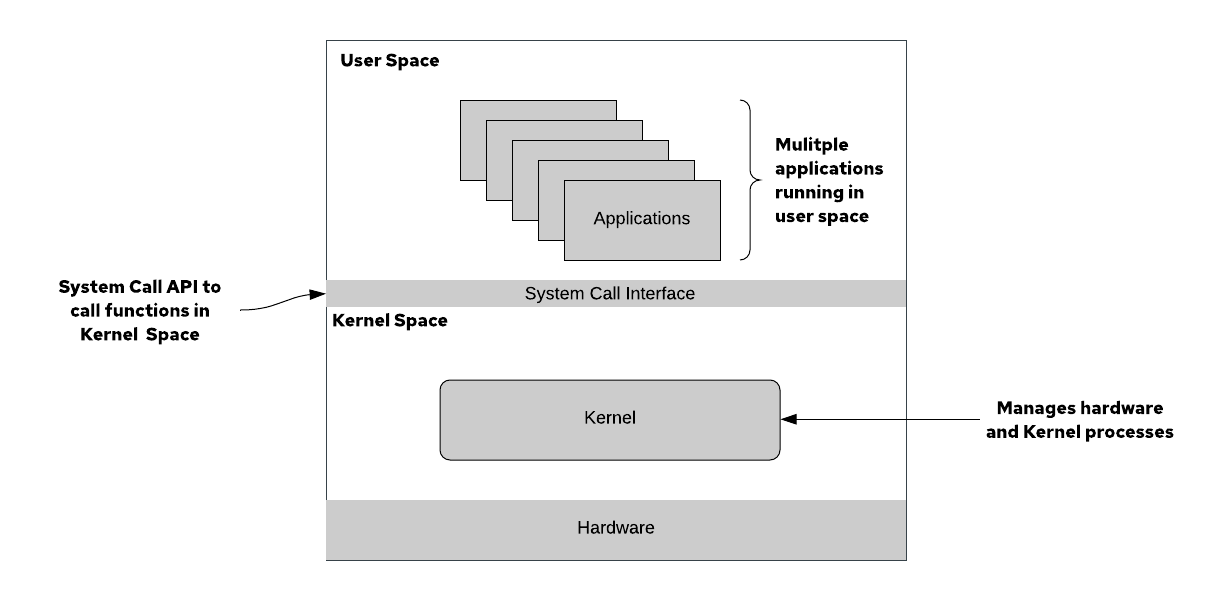 User Space
Mulitple
applications
running in
user space
Applications
System Call API to
call functions in
Kernel Space
System Call Interface
Kernel Space
Kernel
Manages hardware
and Kernel processes
Hardware